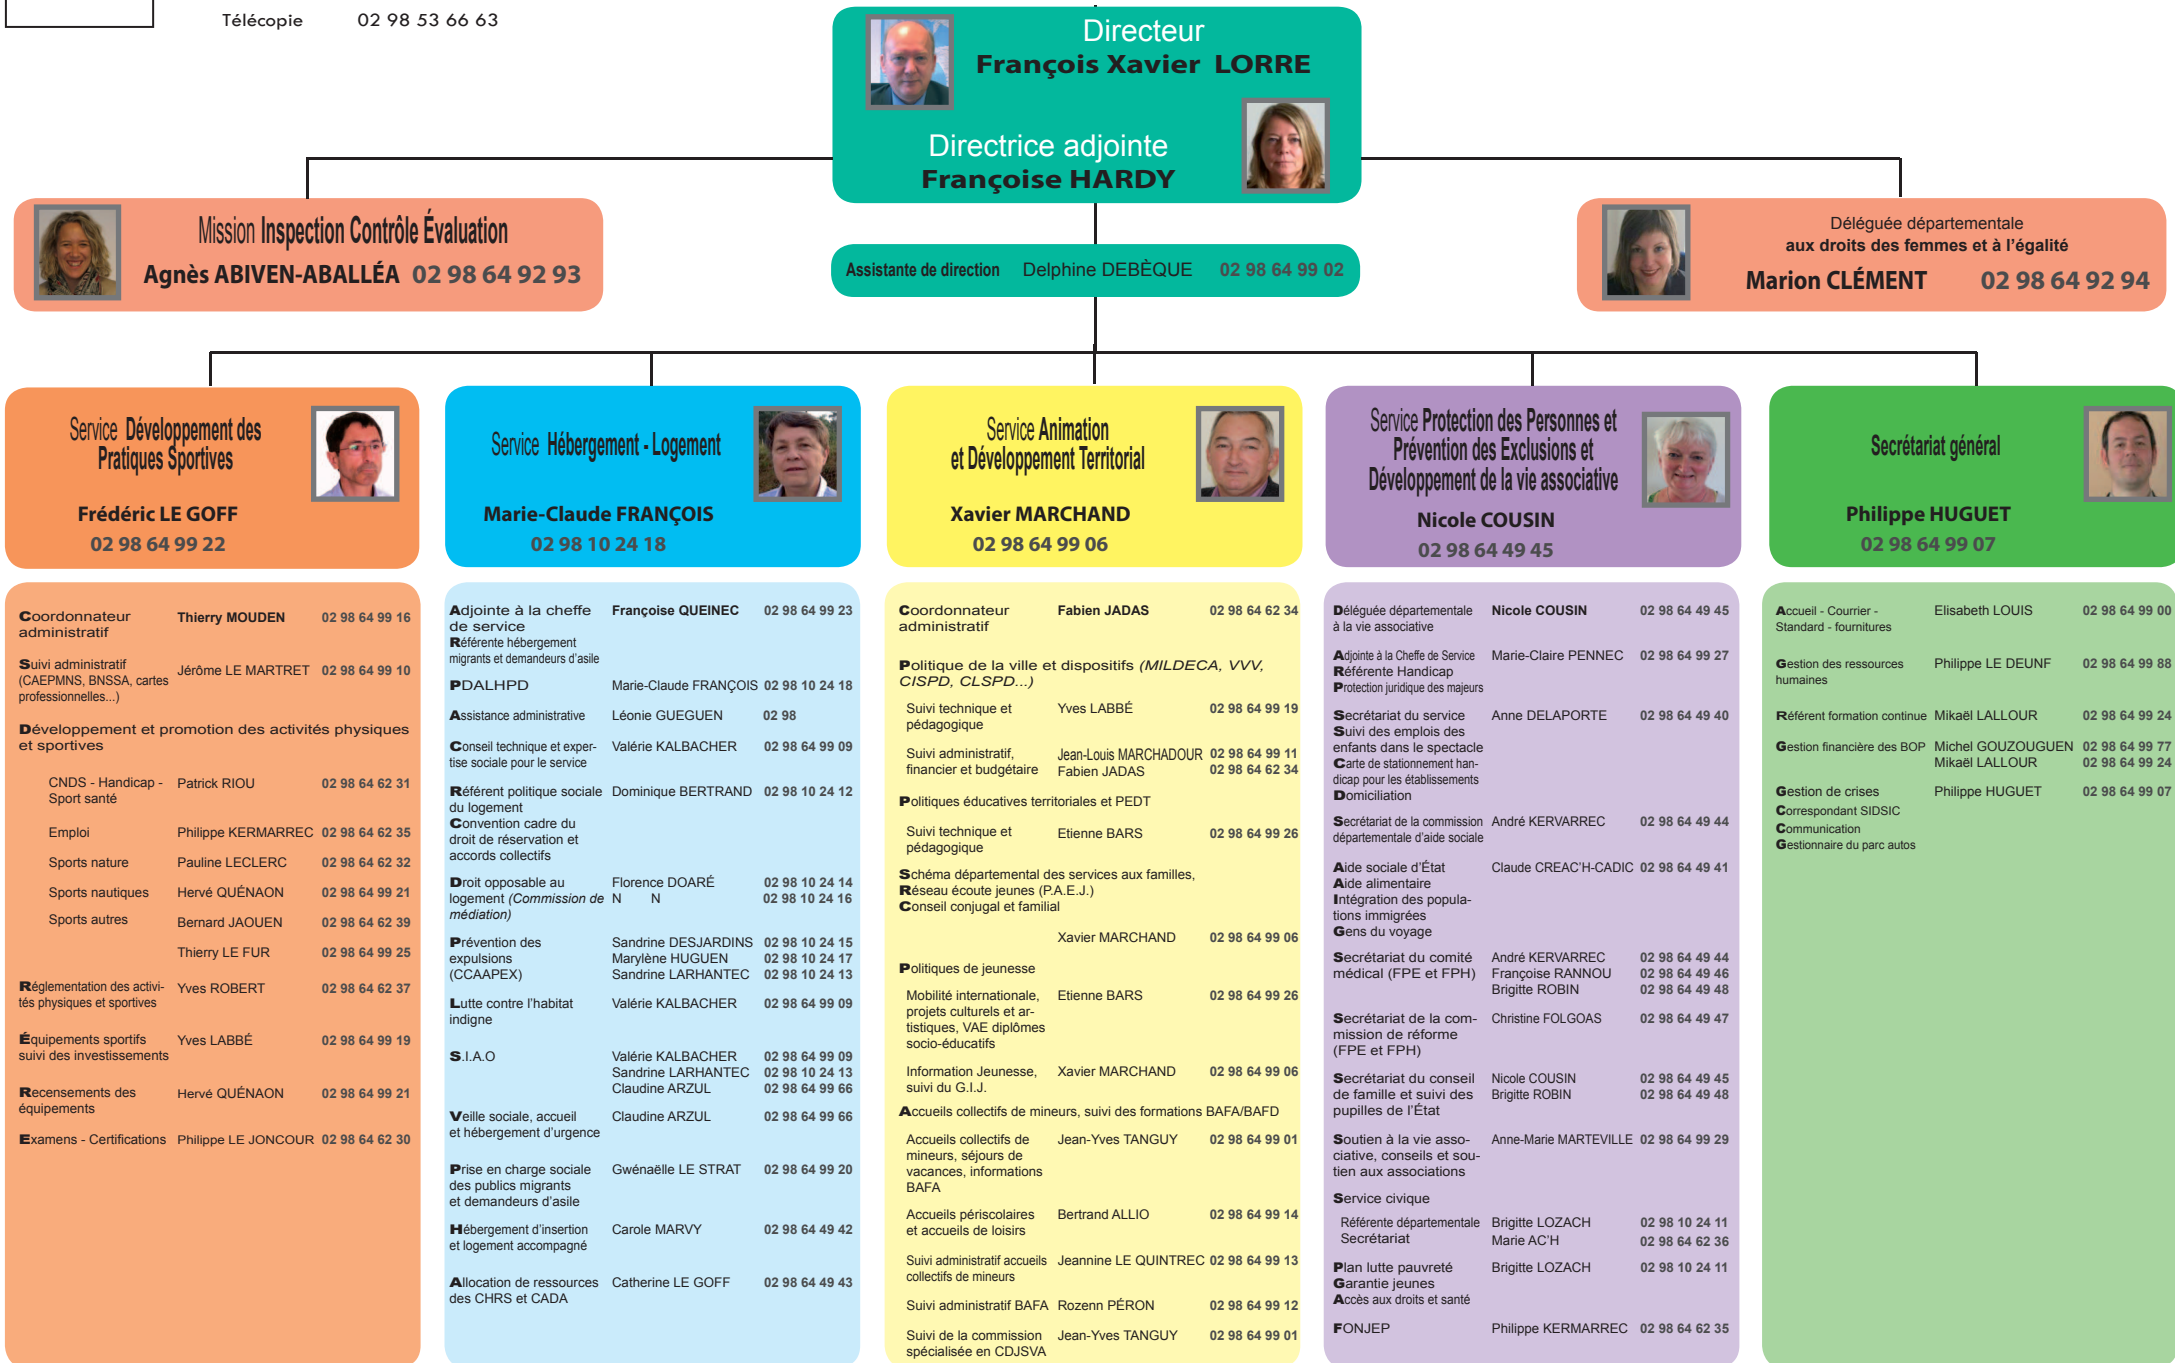 Télécopie 02 98 53 66 63
Directeur
François Xavier LORRE
Directrice adjointe
Françoise HARDY
Mission Inspection Contrôle Évaluation
Agnès ABIVEN-ABALLÉA 02 98 64 92 93
Assistante de direction Delphine DEBÈQUE 02 98 64 99 02
Déléguée départementale
aux droits des femmes et à l'égalité
Marion CLÉMENT 02 98 64 92 94
Service Développement des
Pratiques Sportives
Frédéric LE GOFF
02 98 64 99 22
Coordonnateur Thierry MOUDEN 02 98 64 99 16
administratif
Suivi administratif
(CAEPMNS, BNSSA, cartes Jérôme LE MARTRET 02 98 64 99 10
professionnelles...)
Développement et promotion des activités physiques
et sportives
CNDS - Handicap - Patrick RIOU 02 98 64 62 31
Sport santé
Emploi Philippe KERMARREC 02 98 64 62 35
Sports nature Pauline LECLERC 02 98 64 62 32
Sports nautiques Hervé QUÉNAON 02 98 64 99 21
Sports autres Bernard JAOUEN 02 98 64 62 39
Thierry LE FUR 02 98 64 99 25
Réglementation des activi- Yves ROBERT 02 98 64 62 37
tés physiques et sportives
Équipements sportifs Yves LABBÉ 02 98 64 99 19
suivi des investissements
Recensements des Hervé QUÉNAON 02 98 64 99 21
équipements
Examens - Certifications Philippe LE JONCOUR 02 98 64 62 30
Service Hébergement - Logement
Marie-Claude FRANÇOIS
02 98 10 24 18
Adjointe à la cheffe Françoise QUEINEC 02 98 64 99 23
de service
Référente hébergement
migrants et demandeurs d'asile
PDALHPD Marie-Claude FRANÇOIS 02 98 10 24 18
Assistance administrative Léonie GUEGUEN 02 98
Conseil technique et exper- Valérie KALBACHER 02 98 64 99 09
tise sociale pour le service
Référent politique sociale Dominique BERTRAND 02 98 10 24 12
du logement
Convention cadre du
droit de réservation et
accords collectifs
Droit opposable au Florence DOARÉ 02 98 10 24 14
logement (Commission de N N 02 98 10 24 16
médiation)
Prévention des Sandrine DESJARDINS 02 98 10 24 15
expulsions Marylène HUGUEN 02 98 10 24 17
(CCAAPEX) Sandrine LARHANTEC 02 98 10 24 13
Lutte contre l'habitat Valérie KALBACHER 02 98 64 99 09
indigne
S.I.A.O Valérie KALBACHER 02 98 64 99 09
Sandrine LARHANTEC 02 98 10 24 13
Claudine ARZUL 02 98 64 99 66
Veille sociale, accueil Claudine ARZUL 02 98 64 99 66
et hébergement d'urgence
Prise en charge sociale Gwénaëlle LE STRAT 02 98 64 99 20
des publics migrants
et demandeurs d'asile
Hébergement d'insertion Carole MARVY 02 98 64 49 42
et logement accompagné
Allocation de ressources Catherine LE GOFF 02 98 64 49 43
des CHRS et CADA
Service Animation
et Développement Territorial
Xavier MARCHAND
02 98 64 99 06
Coordonnateur Fabien JADAS 02 98 64 62 34
administratif
Politique de la ville et dispositifs (MILDECA, VVV,
CISPD, CLSPD...)
Suivi technique et Yves LABBÉ 02 98 64 99 19
pédagogique
Suivi administratif, Jean-Louis MARCHADOUR 02 98 64 99 11
financier et budgétaire Fabien JADAS 02 98 64 62 34
Politiques éducatives territoriales et PEDT
Suivi technique et Etienne BARS 02 98 64 99 26
pédagogique
Schéma départemental des services aux familles,
Réseau écoute jeunes (P.A.E.J.)
Conseil conjugal et familial
Xavier MARCHAND 02 98 64 99 06
Politiques de jeunesse
Mobilité internationale, Etienne BARS 02 98 64 99 26
projets culturels et ar-
tistiques, VAE diplômes
socio-éducatifs
Information Jeunesse, Xavier MARCHAND 02 98 64 99 06
suivi du G.I.J.
Accueils collectifs de mineurs, suivi des formations BAFA/BAFD
Accueils collectifs de Jean-Yves TANGUY 02 98 64 99 01
mineurs, séjours de
vacances, informations
BAFA
Accueils périscolaires Bertrand ALLIO 02 98 64 99 14
et accueils de loisirs
Suivi administratif accueils Jeannine LE QUINTREC 02 98 64 99 13
collectifs de mineurs
Suivi administratif BAFA Rozenn PÉRON 02 98 64 99 12
Suivi de la commission Jean-Yves TANGUY 02 98 64 99 01
spécialisée en CDJSVA
Service Protection des Personnes et
Prévention des Exclusions et
Développement de la vie associative
Nicole COUSIN
02 98 64 49 45
Déléguée départementale Nicole COUSIN 02 98 64 49 45
à la vie associative
Adjointe à la Cheffe de Service Marie-Claire PENNEC 02 98 64 99 27
Référente Handicap
Protection juridique des majeurs
Secrétariat du service Anne DELAPORTE 02 98 64 49 40
Suivi des emplois des
enfants dans le spectacle
Carte de stationnement han-
dicap pour les établissements
Domiciliation
Secrétariat de la commission André KERVARREC 02 98 64 49 44
départementale d'aide sociale
Aide sociale d'État Claude CREAC'H-CADIC 02 98 64 49 41
Aide alimentaire
Intégration des popula-
tions immigrées
Gens du voyage
Secrétariat du comité André KERVARREC 02 98 64 49 44
médical (FPE et FPH) Françoise RANNOU 02 98 64 49 46
Brigitte ROBIN 02 98 64 49 48
Secrétariat de la com- Christine FOLGOAS 02 98 64 49 47
mission de réforme
(FPE et FPH)
Secrétariat du conseil Nicole COUSIN 02 98 64 49 45
de famille et suivi des Brigitte ROBIN 02 98 64 49 48
pupilles de l'État
Soutien à la vie asso- Anne-Marie MARTEVILLE 02 98 64 99 29
ciative, conseils et sou-
tien aux associations
Service civique
Référente départementale Brigitte LOZACH 02 98 10 24 11
Secrétariat Marie AC'H 02 98 64 62 36
Plan lutte pauvreté Brigitte LOZACH 02 98 10 24 11
Garantie jeunes
Accès aux droits et santé
FONJEP Philippe KERMARREC 02 98 64 62 35
Secrétariat général
Philippe HUGUET
02 98 64 99 07
Accueil - Courrier - Elisabeth LOUIS 02 98 64 99 00
Standard - fournitures
Gestion des ressources Philippe LE DEUNF 02 98 64 99 88
humaines
Référent formation continue Mikaël LALLOUR 02 98 64 99 24
Gestion financière des BOP Michel GOUZOUGUEN 02 98 64 99 77
Mikaël LALLOUR 02 98 64 99 24
Gestion de crises Philippe HUGUET 02 98 64 99 07
Correspondant SIDSIC
Communication
Gestionnaire du parc autos